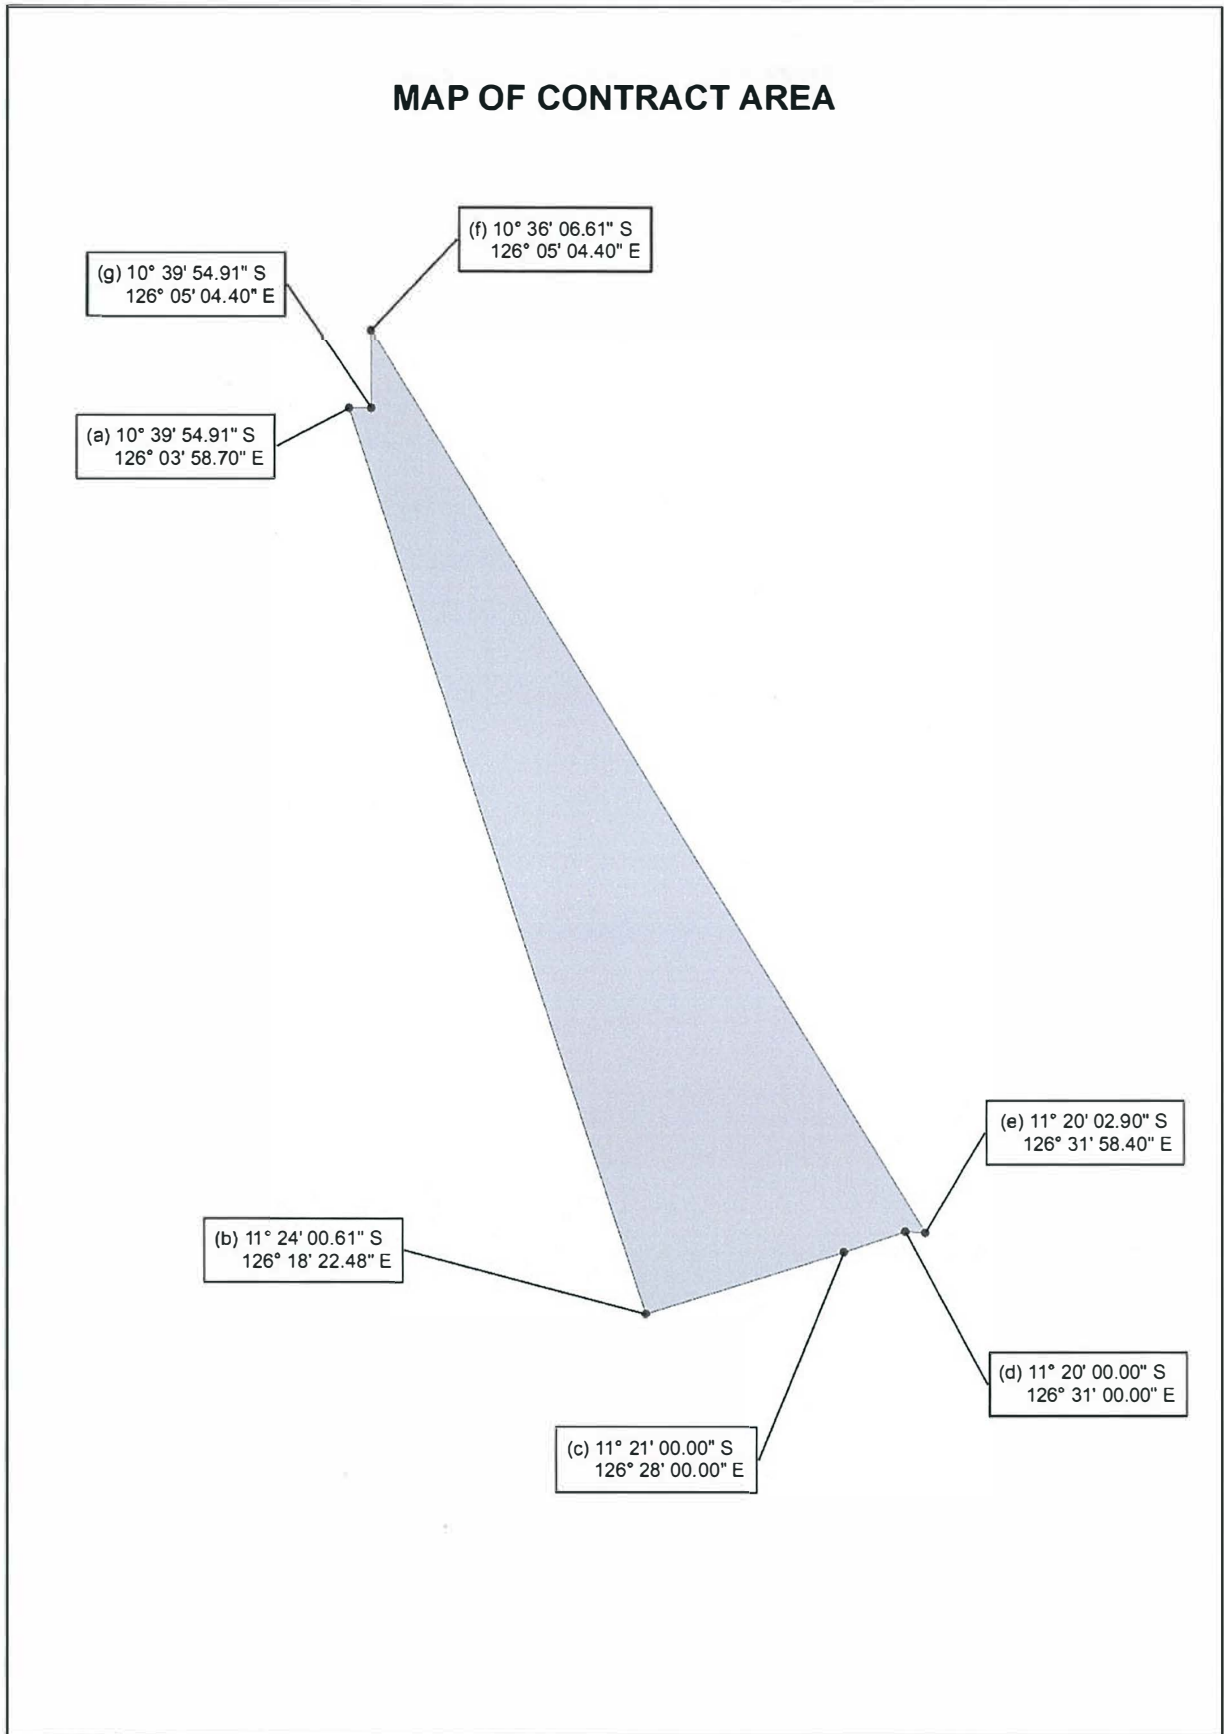 MAP OF CONTRACT AREA
(f) 10° 36' 06.61" S
126° 05' 04.40" E
(g) 10° 39' 54.91" S
126° 05' 04.40" E
(a) 10° 39' 54.91" S
126° 03' 58.70" E
(e) 11° 20' 02.90" S
126° 31' 58.40" E
(b) 11° 24' 00.61" S
126° 18' 22.48" E
(d) 11° 20' 00.00" S
126° 31' 00.00" E
(c) 11° 21' 00.00" S
126° 28' 00.00" E